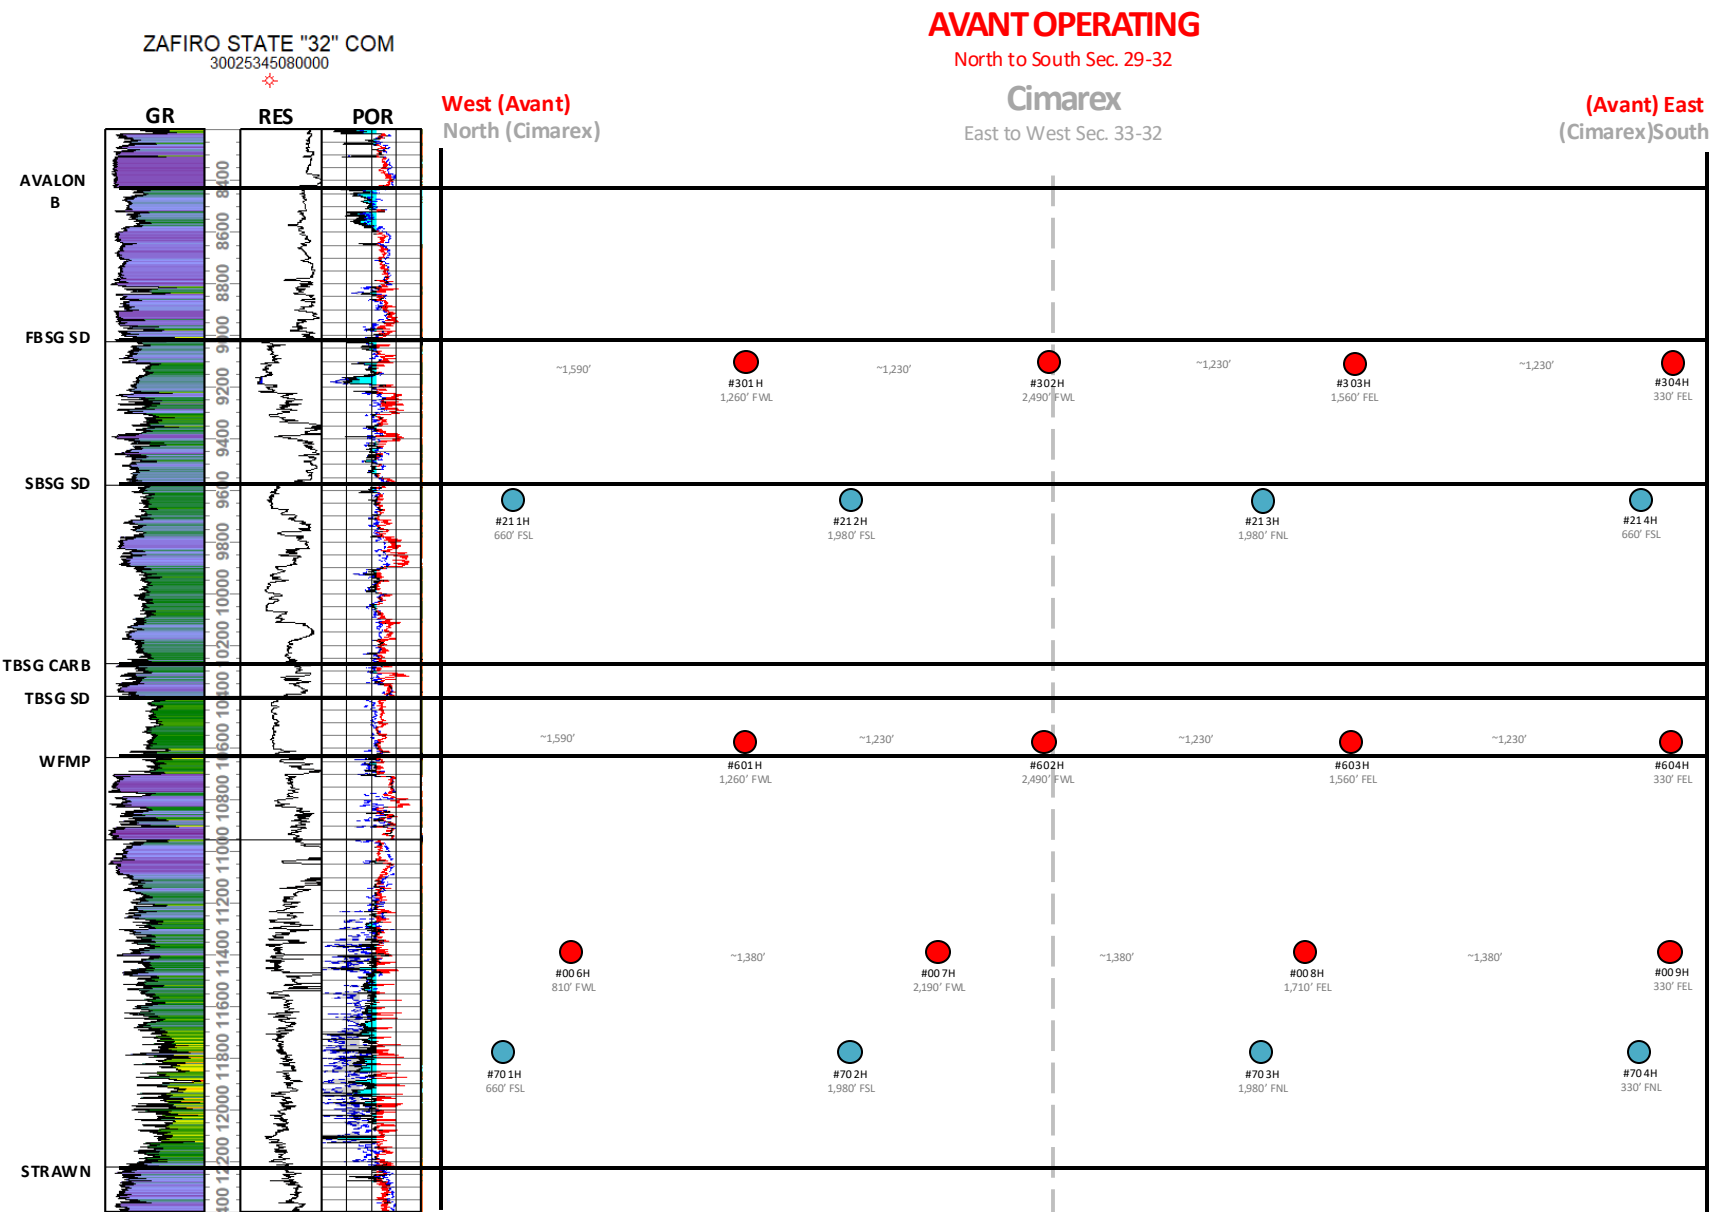 AVANT OPERATING
North to South Sec. 29-32
Cimarex
East to West Sec. 33-32
ZAFIRO STATE "32" COM
30025345080000
GR RES POR
West (Avant)
North (Cimarex)
(Avant) East
(Cimarex)South
AVALON
B
FBSG SD
SBSG SD
TBSG CARB
TBSG SD
WFMP
STRAWN
8400
8600
8800
9000
9200
9400
9600
9800
10000
10200
10400
10600
10800
11000
11200
11400
11600
11800
12000
12200
400
~1,590' ~1,230' ~1,230' ~1,230'
#301H #302H #303H #304H
1,260' FWL 2,490' FWL 1,560' FEL 330' FEL
#211H #212H #213H #214H
660' FSL 1,980' FSL 1,980' FNL 660' FSL
~1,590' ~1,230' ~1,230' ~1,230'
#601H #602H #603H #604H
1,260' FWL 2,490' FWL 1,560' FEL 330' FEL
~1,380' ~1,380' ~1,380'
#006H #007H #008H #009H
810' FWL 2,190' FWL 1,710' FEL 330' FEL
#701H #702H #703H #704H
660' FSL 1,980' FSL 1,980' FNL 330' FNL